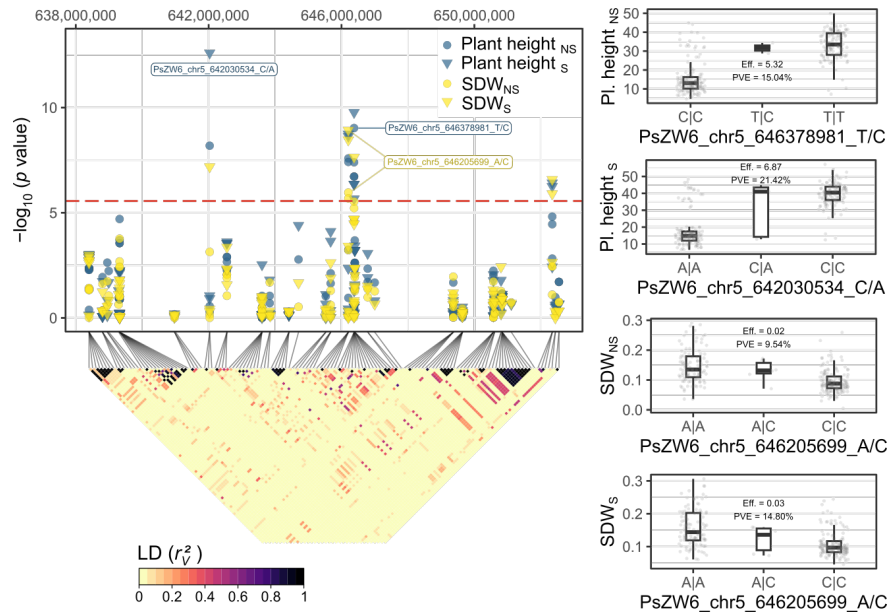 638,000,000 642,000,000 646,000,000 650,000,000
Plant height NS
Plant height S
SDW NS
SDW S
PsZW6_chr5_642030534_C/A
PsZW6_chr5_646378981_T/C
PsZW6_chr5_646205699_A/C
−log10 (p value)
10
5
0
LD (r²V)
0 0.2 0.4 0.6 0.8 1
Pl. height NS
50
40
30
20
10
Eff. = 5.32
PVE = 15.04%
C|C T|C T|T
PsZW6_chr5_646378981_T/C
Pl. height S
50
40
30
20
10
Eff. = 6.87
PVE = 21.42%
A|A C|A C|C
PsZW6_chr5_642030534_C/A
SDW NS
0.3
0.2
0.1
0.0
Eff. = 0.02
PVE = 9.54%
A|A A|C C|C
PsZW6_chr5_646205699_A/C
SDW S
0.3
0.2
0.1
Eff. = 0.03
PVE = 14.80%
A|A A|C C|C
PsZW6_chr5_646205699_A/C